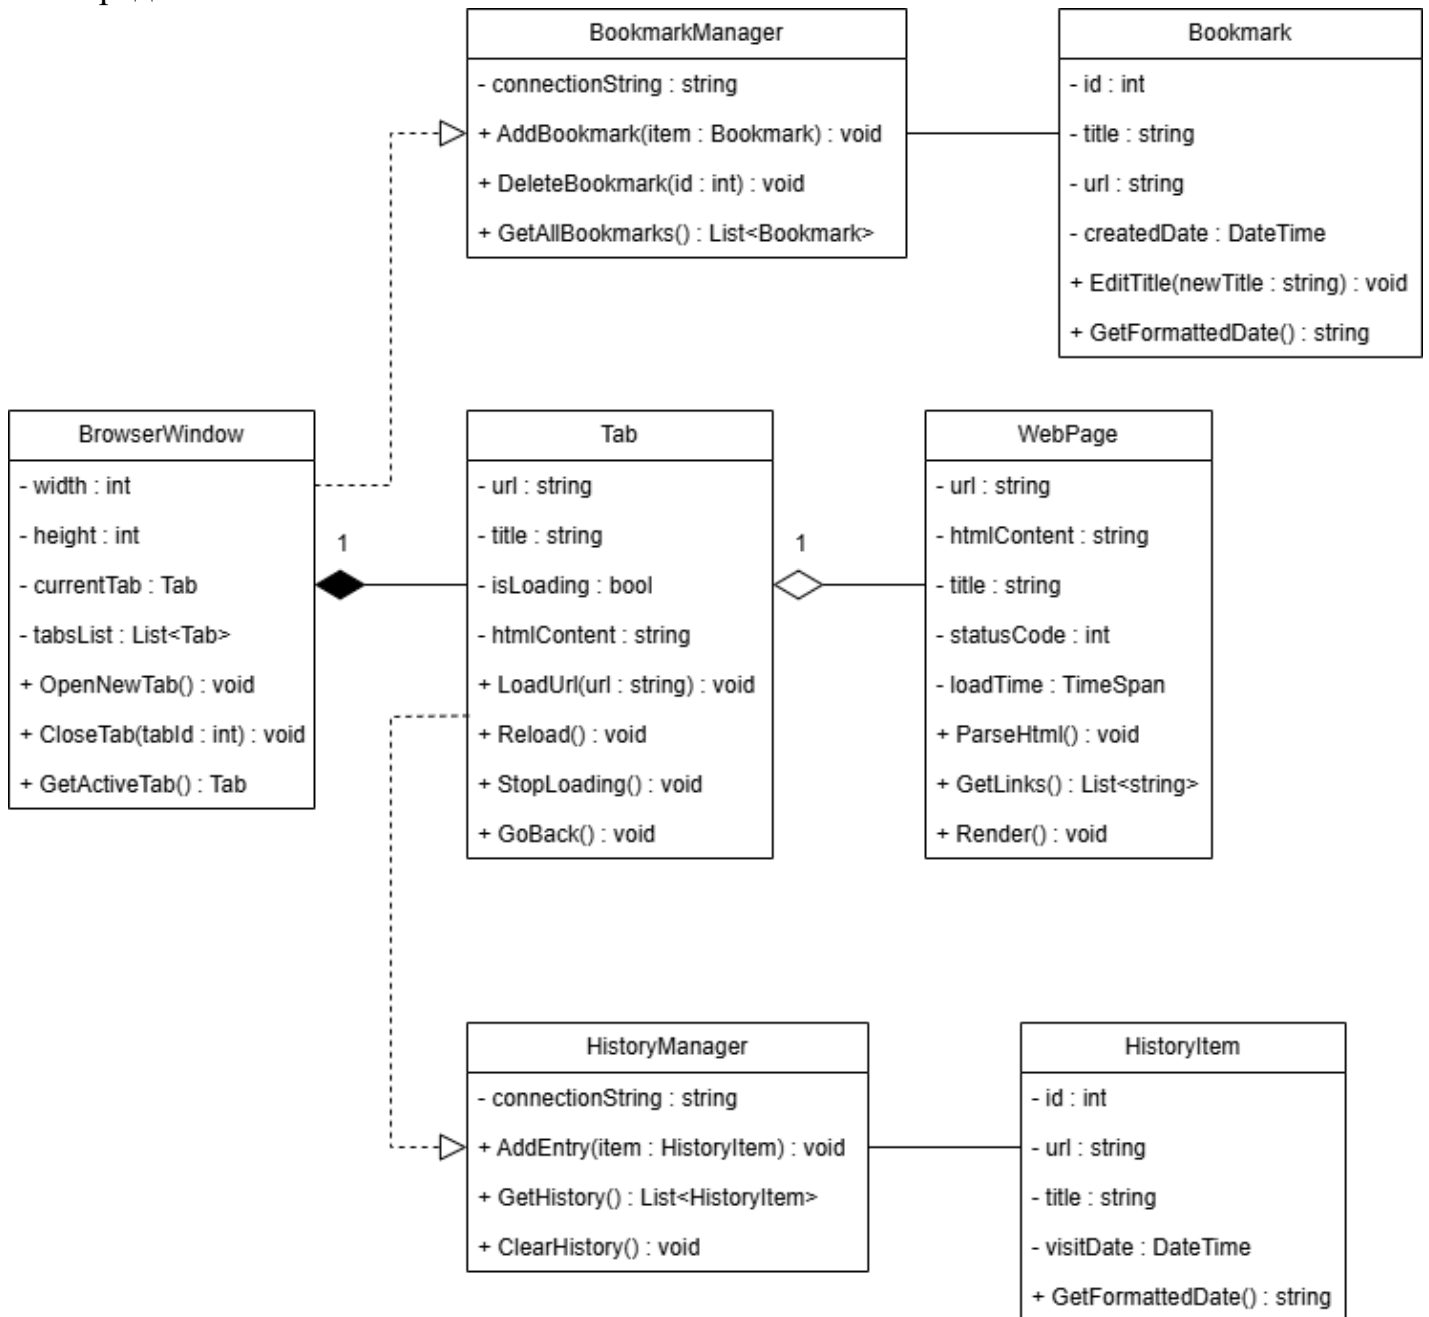 BookmarkManager
- connectionString : string
+ AddBookmark(item : Bookmark) : void
+ DeleteBookmark(id : int) : void
+ GetAllBookmarks() : List<Bookmark>
Bookmark
- id : int
- title : string
- url : string
- createdDate : DateTime
+ EditTitle(newTitle : string) : void
+ GetFormattedDate() : string
BrowserWindow
- width : int
- height : int
- currentTab : Tab
- tabsList : List<Tab>
+ OpenNewTab() : void
+ CloseTab(tabId : int) : void
+ GetActiveTab() : Tab
1
Tab
- url : string
- title : string
- isLoading : bool
- htmlContent : string
+ LoadUrl(url : string) : void
+ Reload() : void
+ StopLoading() : void
+ GoBack() : void
1
WebPage
- url : string
- htmlContent : string
- title : string
- statusCode : int
- loadTime : TimeSpan
+ ParseHtml() : void
+ GetLinks() : List<string>
+ Render() : void
HistoryManager
- connectionString : string
+ AddEntry(item : HistoryItem) : void
+ GetHistory() : List<HistoryItem>
+ ClearHistory() : void
HistoryItem
- id : int
- url : string
- title : string
- visitDate : DateTime
+ GetFormattedDate() : string